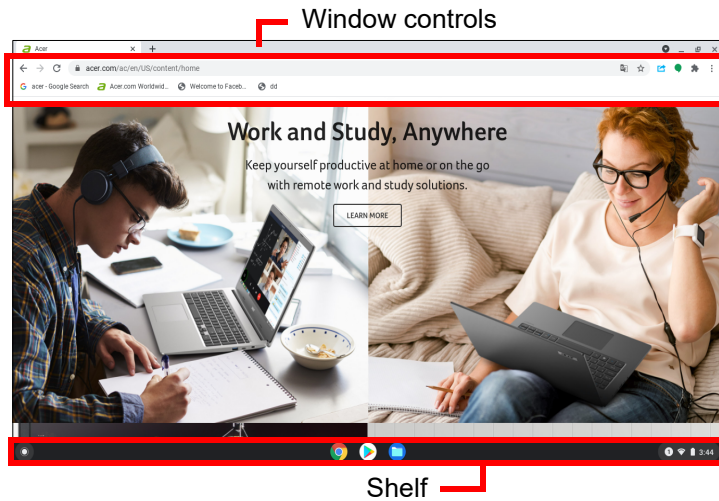 Window controls
Acer
acer.com/ac/en/US/content/home
acer - Google Search Acer.com Worldwid... Welcome to Faceb... dd
Work and Study, Anywhere
Keep yourself productive at home or on the go
with remote work and study solutions.
LEARN MORE
1 3:44
Shelf